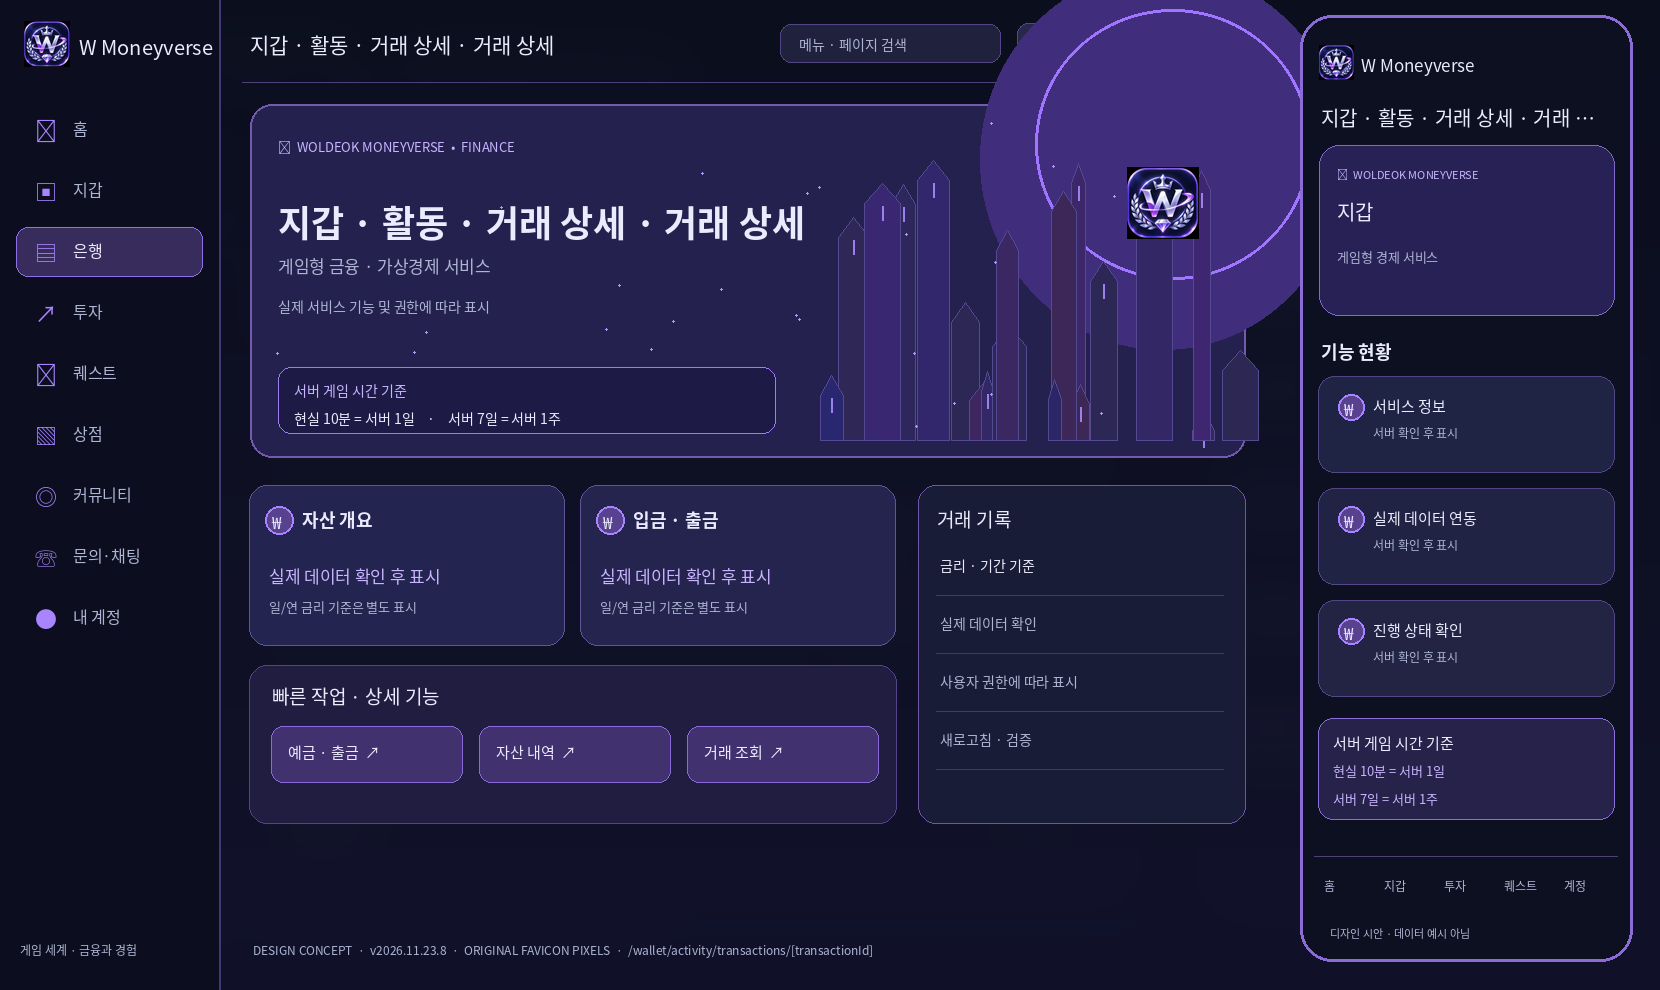 W Moneyverse
홈
지갑
은행
투자
퀘스트
상점
커뮤니티
문의·채팅
내 계정
게임 세계 · 금융과 경험
지갑 · 활동 · 거래 상세 · 거래 상세
메뉴 · 페이지 검색
WOLDEOK MONEYVERSE • FINANCE
지갑 · 활동 · 거래 상세 · 거래 상세
게임형 금융 · 가상경제 서비스
실제 서비스 기능 및 권한에 따라 표시
서버 게임 시간 기준
현실 10분 = 서버 1일 · 서버 7일 = 서버 1주
W
₩ 자산 개요
실제 데이터 확인 후 표시
일/연 금리 기준은 별도 표시
₩ 입금 · 출금
실제 데이터 확인 후 표시
일/연 금리 기준은 별도 표시
거래 기록
금리 · 기간 기준
실제 데이터 확인
사용자 권한에 따라 표시
새로고침 · 검증
빠른 작업 · 상세 기능
예금 · 출금 ↗
자산 내역 ↗
거래 조회 ↗
DESIGN CONCEPT · v2026.11.23.8 · ORIGINAL FAVICON PIXELS · /wallet/activity/transactions/[transactionId]
W Moneyverse
지갑 · 활동 · 거래 상세 · 거래 ⋯
WOLDEOK MONEYVERSE
지갑
게임형 경제 서비스
기능 현황
₩ 서비스 정보
서버 확인 후 표시
₩ 실제 데이터 연동
서버 확인 후 표시
₩ 진행 상태 확인
서버 확인 후 표시
서버 게임 시간 기준
현실 10분 = 서버 1일
서버 7일 = 서버 1주
홈 지갑 투자 퀘스트 계정
디자인 시안 · 데이터 예시 아님